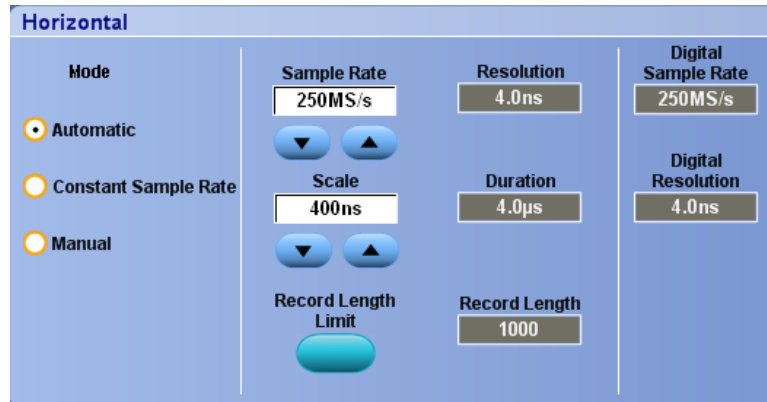 Horizontal
Mode
Automatic
Constant Sample Rate
Manual
Sample Rate
250MS/s
Scale
400ns
Record Length
Limit
Resolution
4.0ns
Duration
4.0µs
Record Length
1000
Digital
Sample Rate
250MS/s
Digital
Resolution
4.0ns